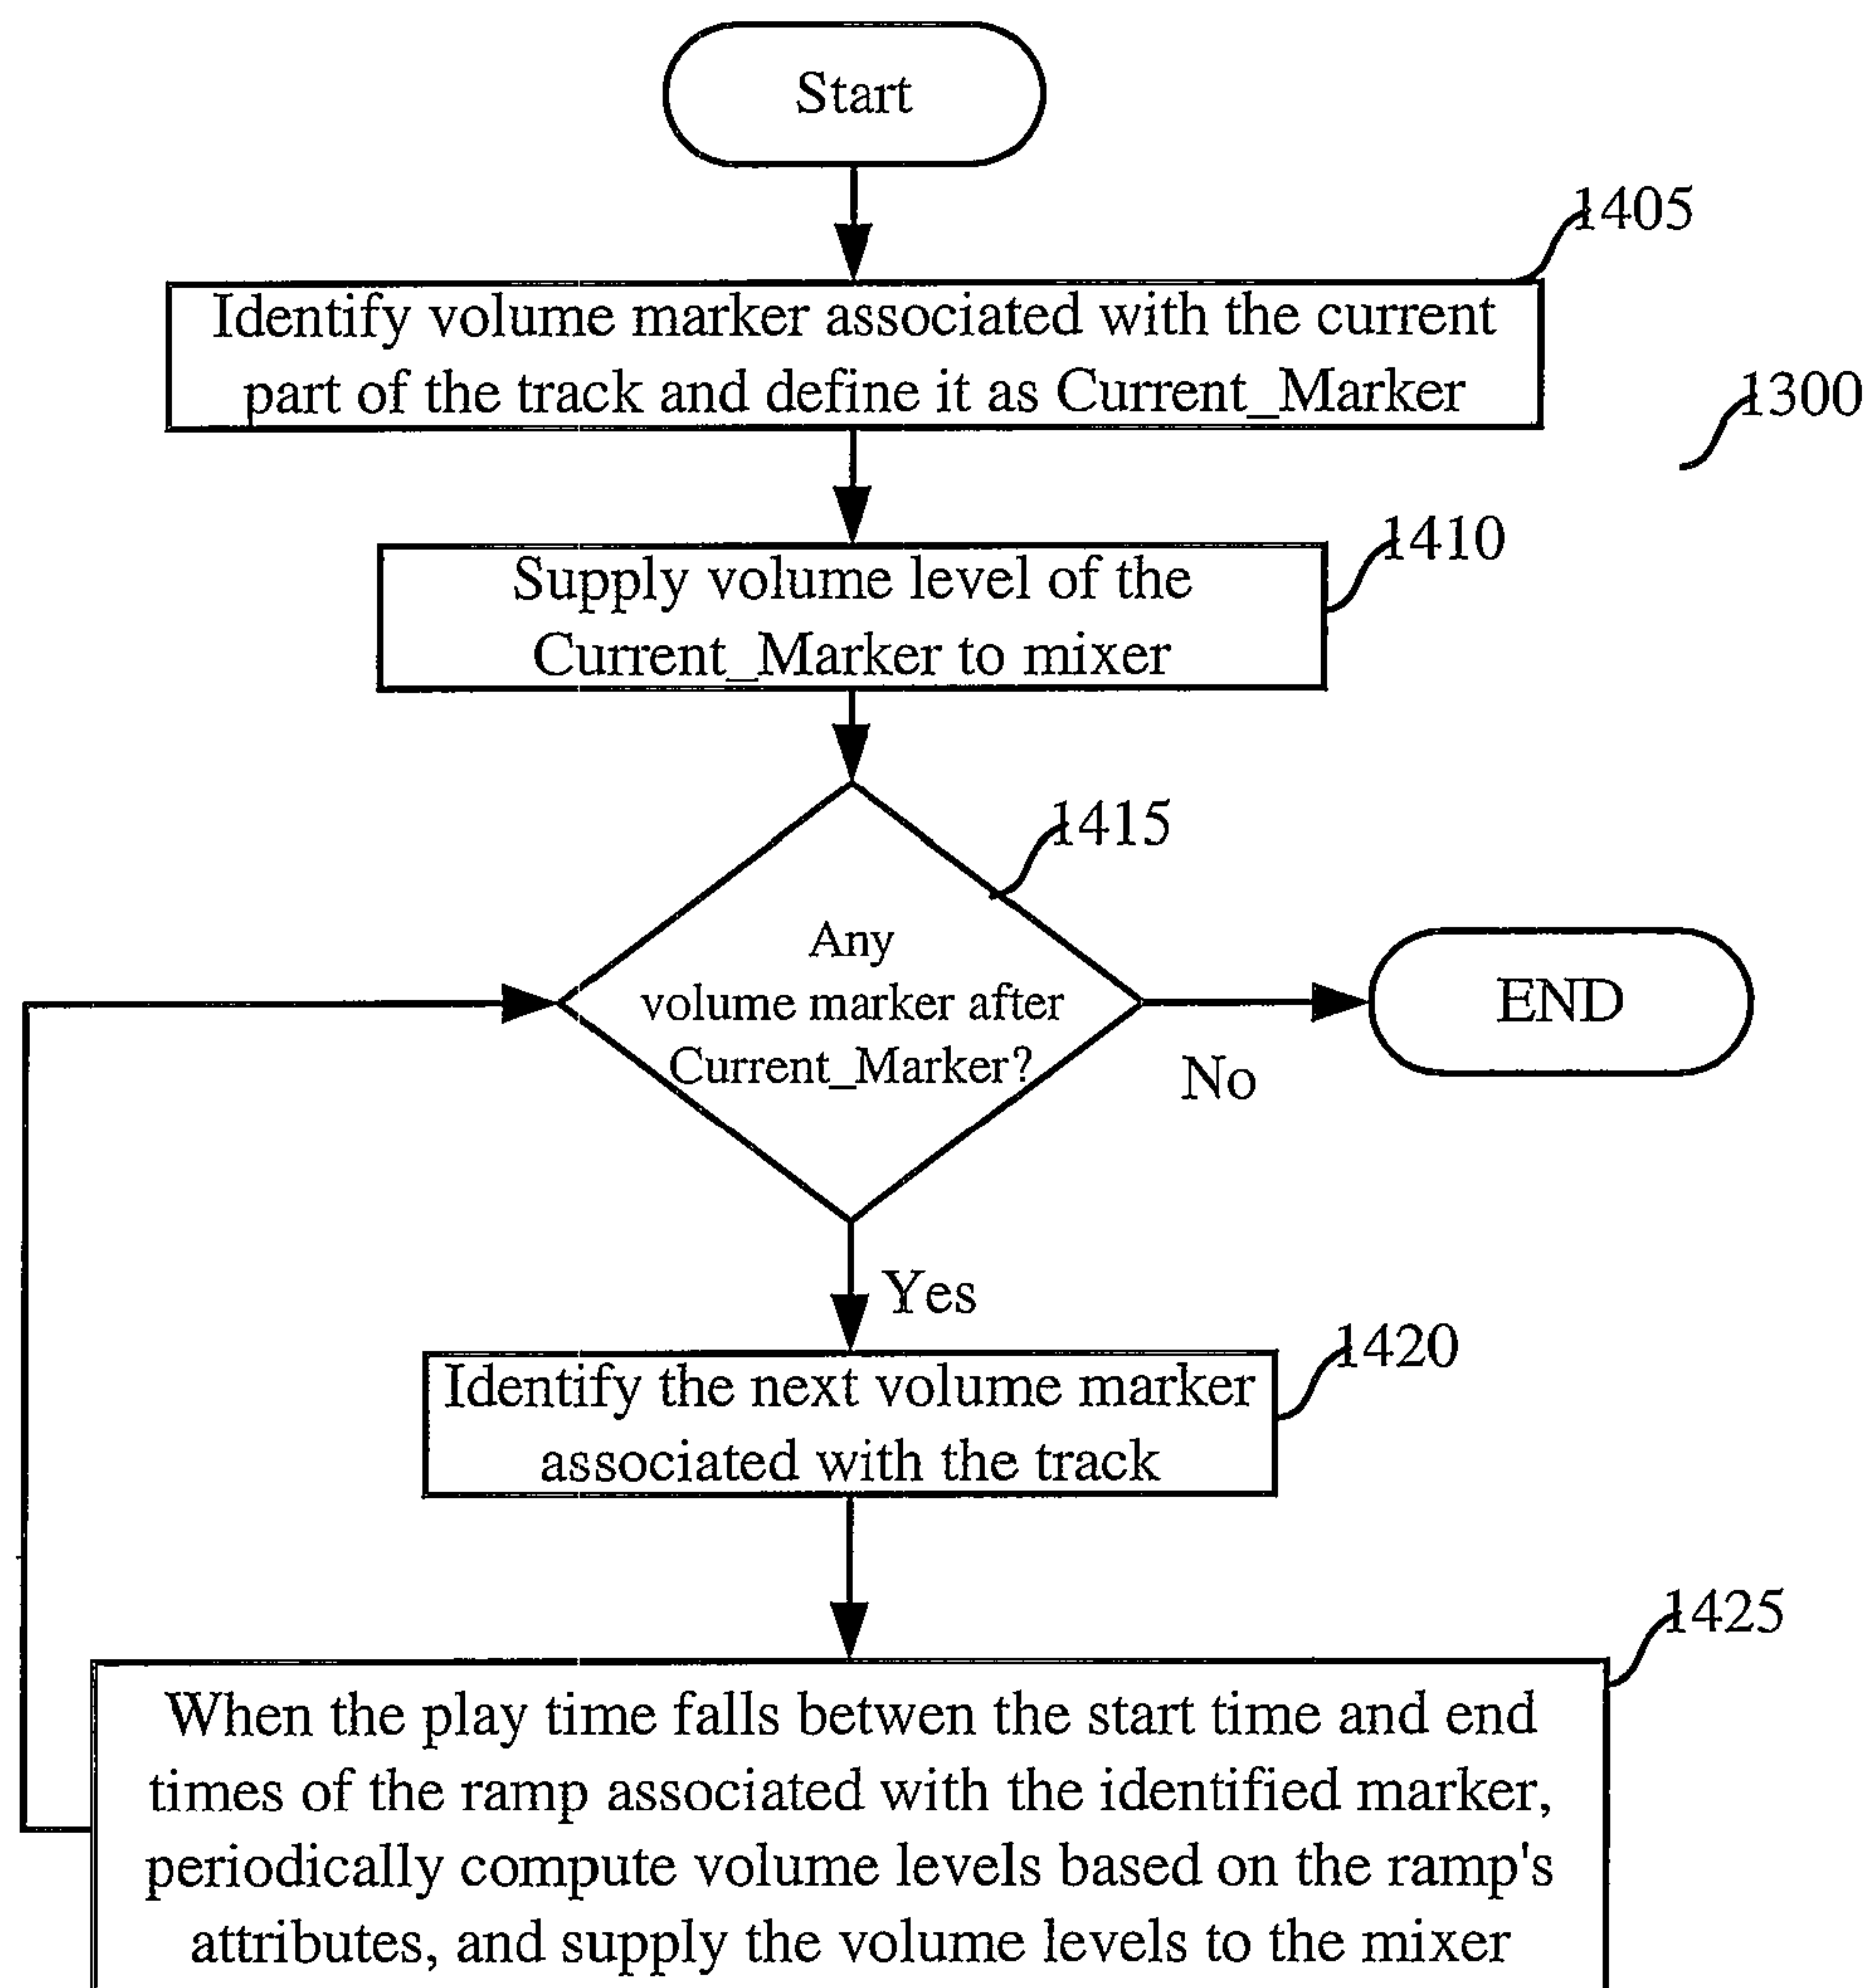 Start
1405
Identify volume marker associated with the current
part of the track and define it as Current_Marker
1300
1410
Supply volume level of the
Current_Marker to mixer
1415
Any
volume marker after
Current_Marker?
END
No
Yes
1420
Identify the next volume marker
associated with the track
1425
When the play time falls betwen the start time and end
times of the ramp associated with the identified marker,
periodically compute volume levels based on the ramp's
attributes, and supply the volume levels to the mixer